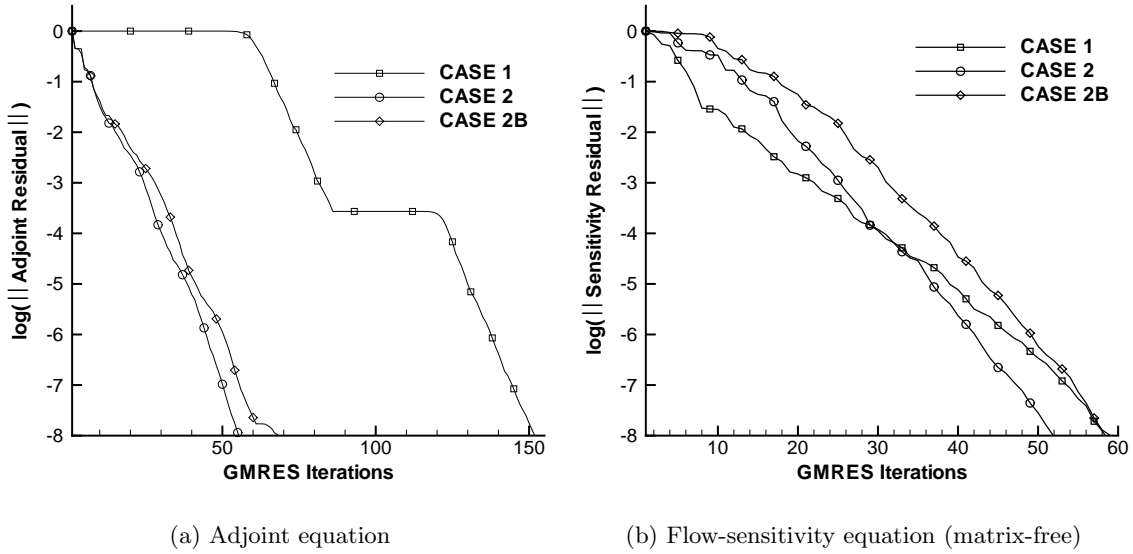 0
-1
-2
-3
-4
-5
-6
-7
-8
log(||Adjoint Residual||)
CASE 1
CASE 2
CASE 2B
50
100
150
GMRES Iterations
(a) Adjoint equation
0
-1
-2
-3
-4
-5
-6
-7
-8
log(||Sensitivity Residual||)
CASE 1
CASE 2
CASE 2B
10
20
30
40
50
60
GMRES Iterations
(b) Flow-sensitivity equation (matrix-free)